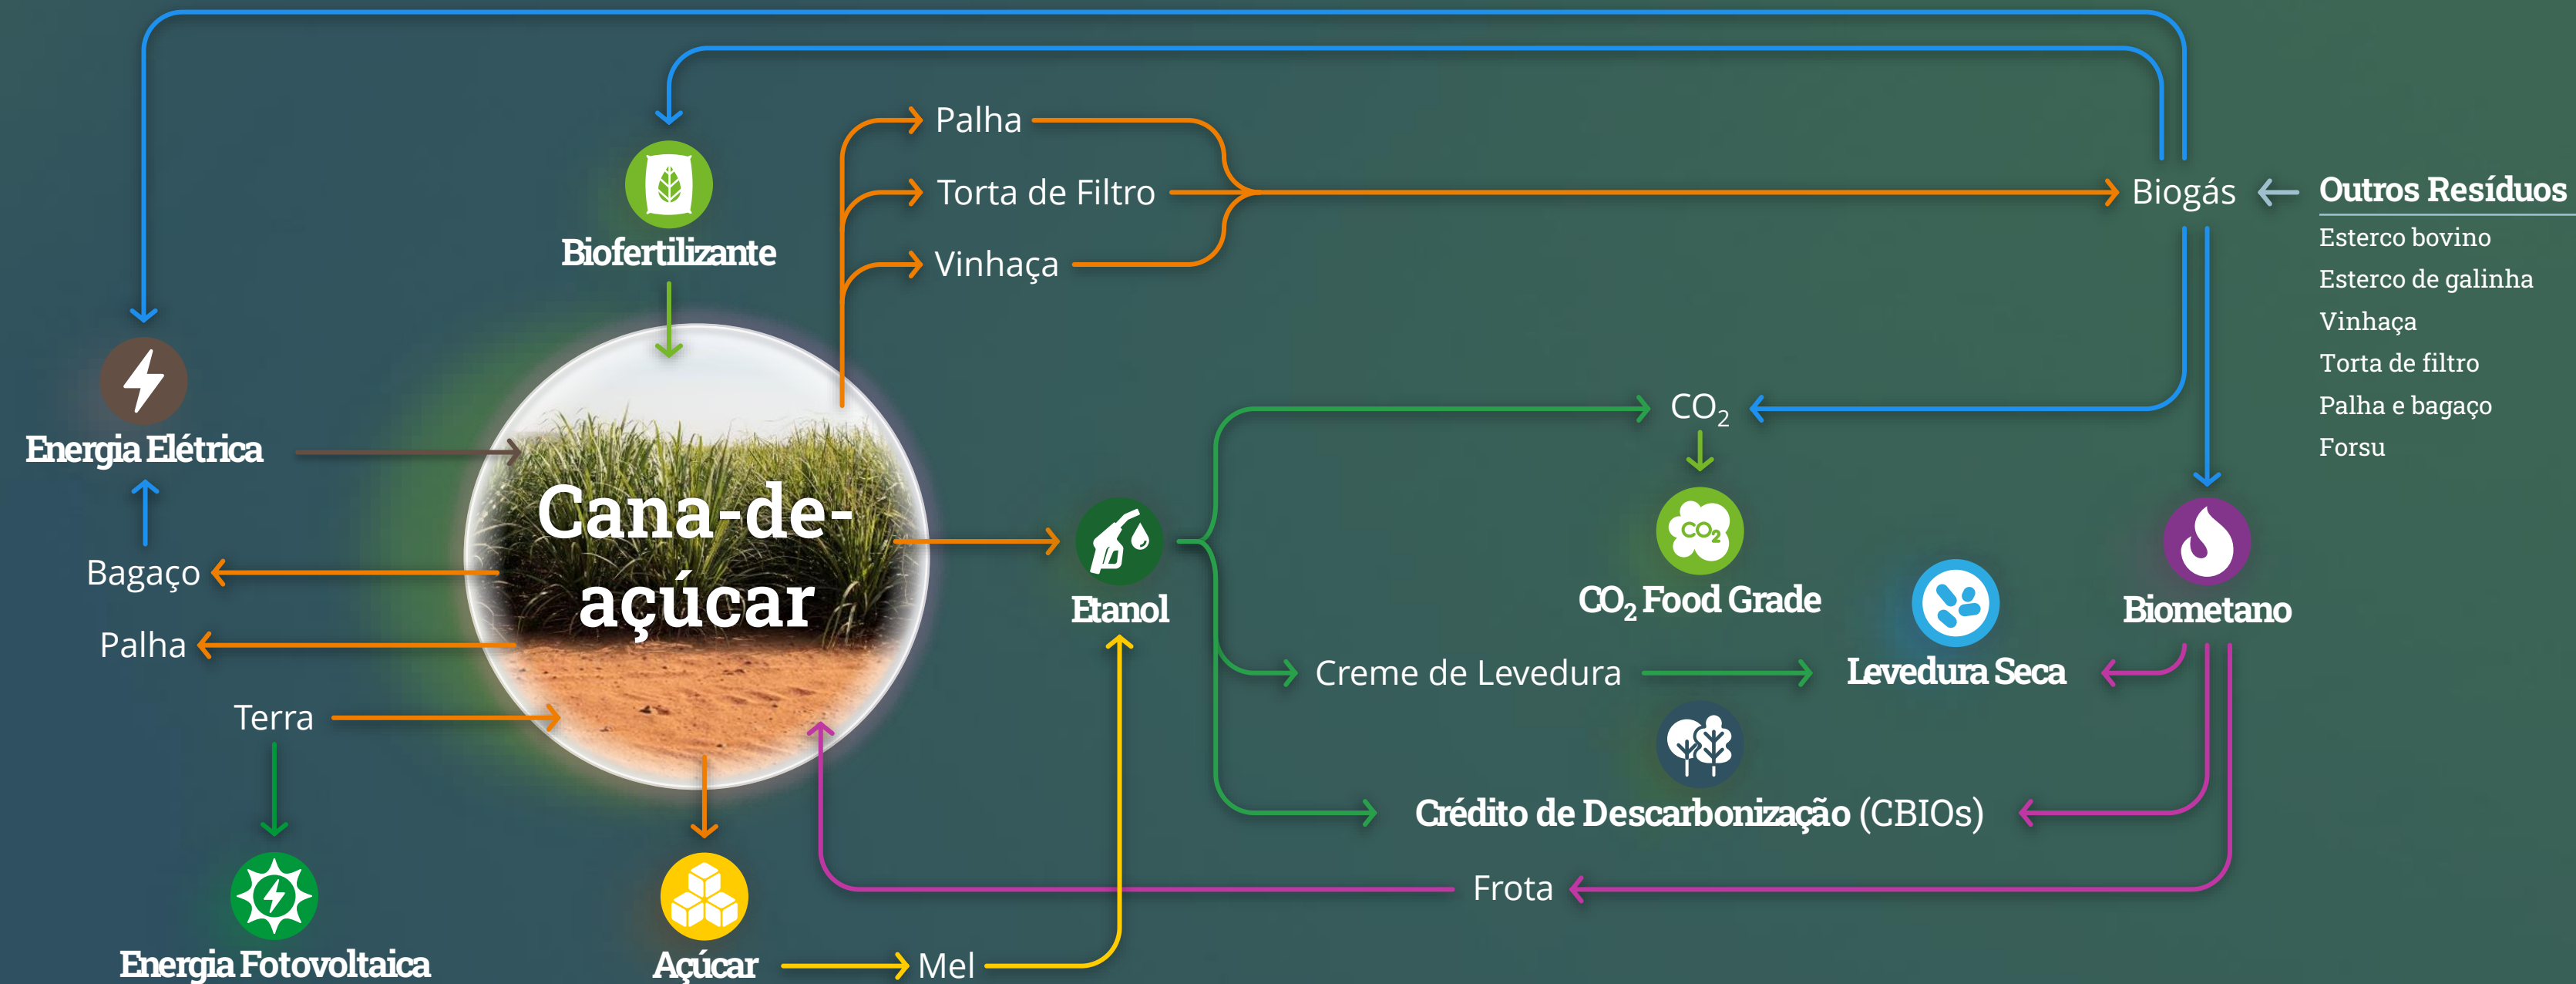 Palha
Torta de Filtro
Vinhaça
Biogás
Outros Resíduos
Esterco bovino
Esterco de galinha
Vinhaça
Torta de filtro
Palha e bagaço
Forsu
Biofertilizante
Energia Elétrica
Bagaço
Palha
Terra
Energia Fotovoltaica
Cana-de-
açúcar
Açúcar
Mel
Etanol
CO₂
CO₂
CO₂ Food Grade
Creme de Levedura
Levedura Seca
Biometano
Crédito de Descarbonização (CBIOs)
Frota